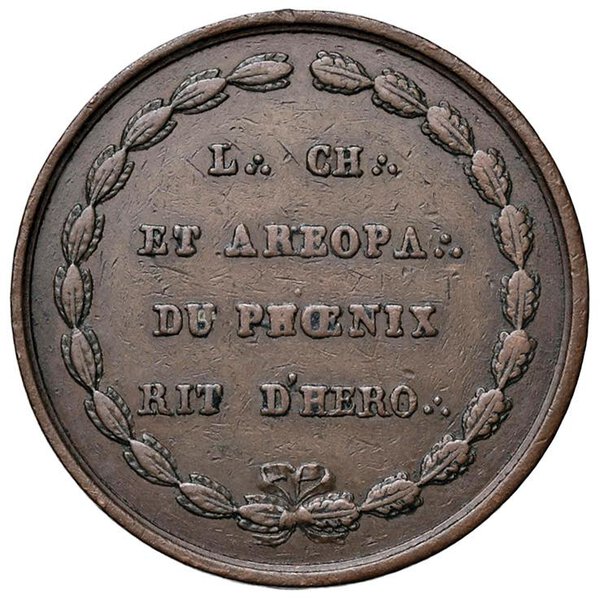 L∴ CH∴
ET AREOPA∴
DU PHŒNIX
RIT D'HERO∴